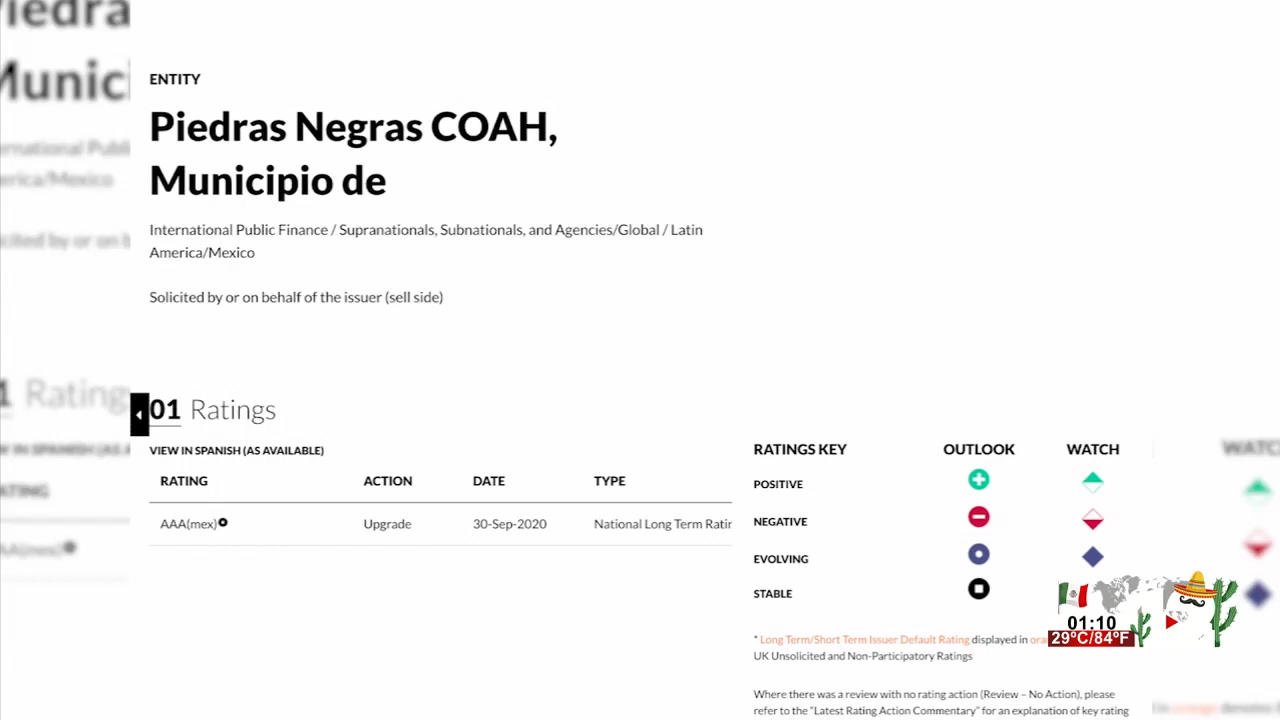 ENTITY
Piedras Negras COAH,
Municipio de
International Public Finance / Supranationals, Subnationals, and Agencies/Global / Latin
America/Mexico
Solicited by or on behalf of the issuer (sell side)
01 Ratings
VIEW IN SPANISH (AS AVAILABLE)
RATING ACTION DATE TYPE
AAA(mex) Upgrade 30-Sep-2020 National Long Term
RATINGS KEY OUTLOOK WATCH
POSITIVE
NEGATIVE
EVOLVING
STABLE
* Long Term/Short Term Issuer Default Rating displayed in
UK Unsolicited and Non-Participatory Ratings
Where there was a review with no rating action (Review – No Action), please
refer to the "Latest Rating Action Commentary" for an explanation of key rating
01:10
29°C/84°F